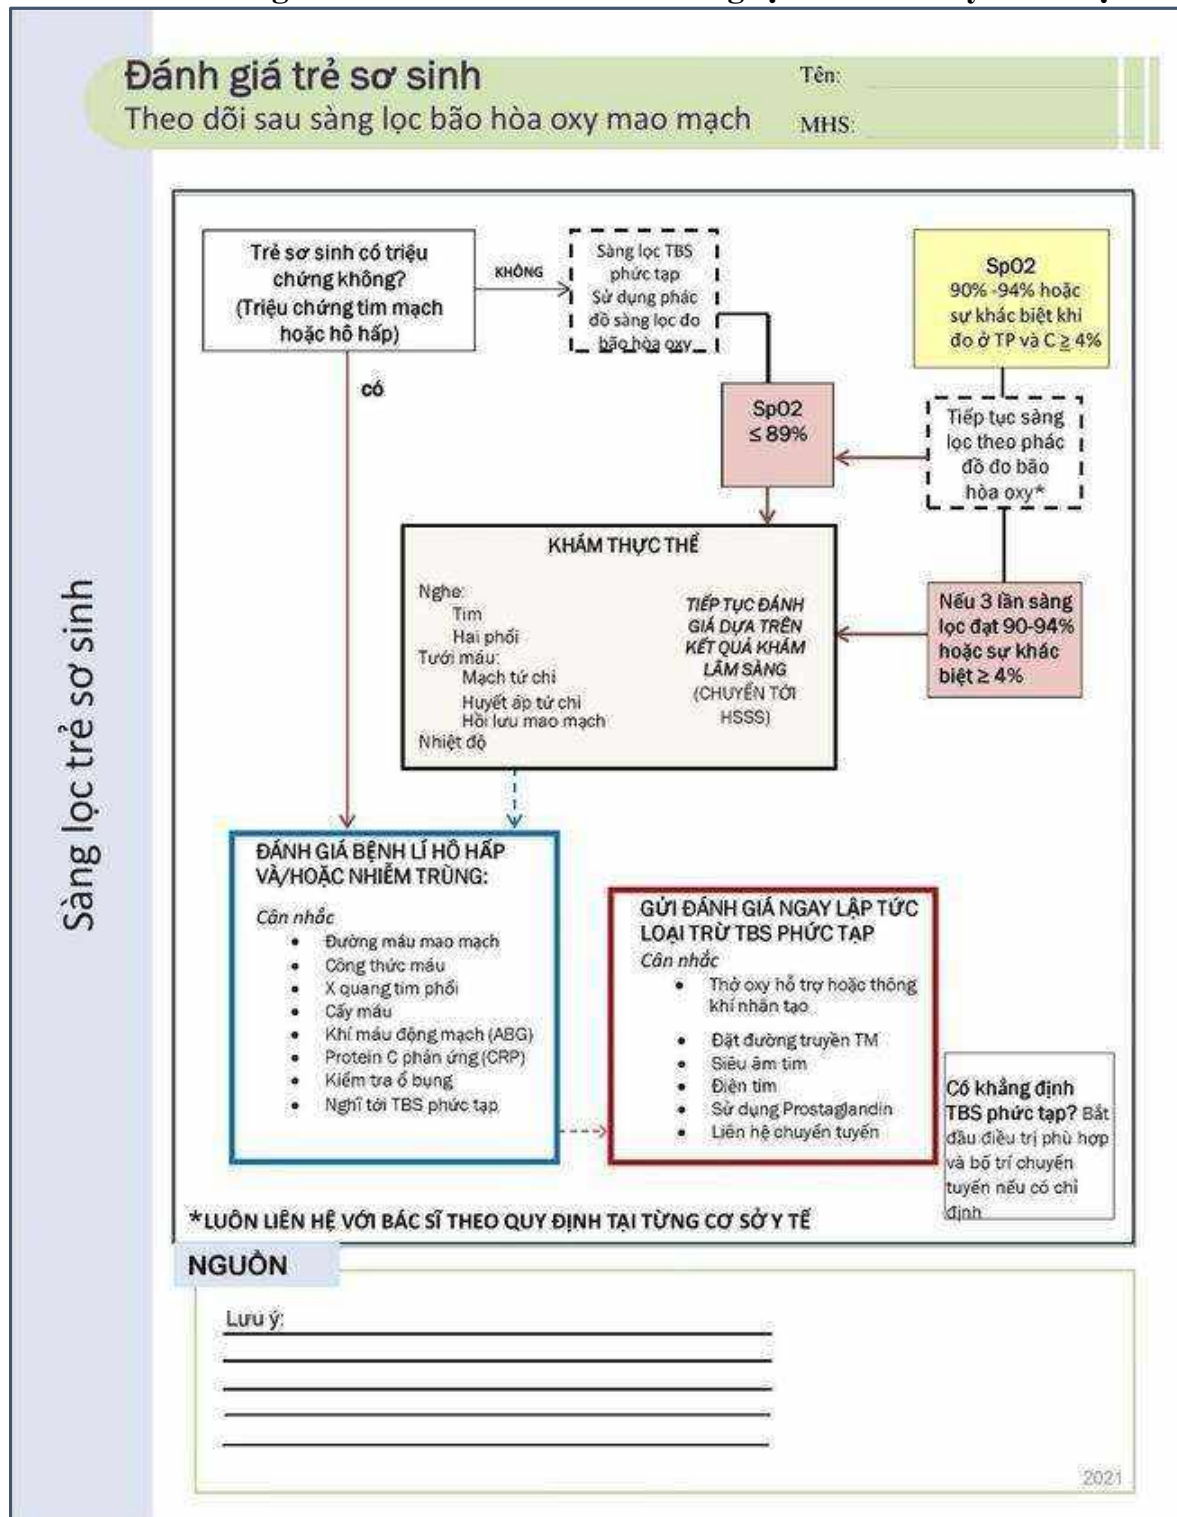 Đánh giá trẻ sơ sinh
Theo dõi sau sàng lọc bão hòa oxy mao mạch
Tên:
MHS:
Sàng lọc trẻ sơ sinh
Trẻ sơ sinh có triệu
chứng không?
(Triệu chứng tim mạch
hoặc hô hấp)
KHÔNG
Sàng lọc TBS
phức tạp
Sử dụng phác
đồ sàng lọc đo
bão hòa oxy
SpO2
90% -94% hoặc
sự khác biệt khi
đo ở TP và C ≥ 4%
CÓ
SpO2
≤ 89%
Tiếp tục sàng
lọc theo phác
đồ đo bão
hòa oxy*
KHÁM THỰC THỂ
Nghe:
Tim
Hai phổi
Tưới máu:
Mạch tứ chi
Huyết áp tứ chi
Hồi lưu mao mạch
Nhiệt độ
TIẾP TỤC ĐÁNH
GIÁ DỰA TRÊN
KẾT QUẢ KHÁM
LÂM SÀNG
(CHUYỂN TỚI
HSSS)
Nếu 3 lần sàng
lọc đạt 90-94%
hoặc sự khác
biệt ≥ 4%
ĐÁNH GIÁ BỆNH LÍ HÔ HẤP
VÀ/HOẶC NHIỄM TRÙNG:
Cân nhắc
• Đường máu mao mạch
• Công thức máu
• X quang tim phổi
• Cấy máu
• Khí máu động mạch (ABG)
• Protein C phản ứng (CRP)
• Kiểm tra ổ bụng
• Nghĩ tới TBS phức tạp
GỬI ĐÁNH GIÁ NGAY LẬP TỨC
LOẠI TRỪ TBS PHỨC TẠP
Cân nhắc
• Thở oxy hỗ trợ hoặc thông
khí nhân tạo
• Đặt đường truyền TM
• Siêu âm tim
• Điện tim
• Sử dụng Prostaglandin
• Liên hệ chuyển tuyến
Có khẳng định
TBS phức tạp? Bắt
đầu điều trị phù hợp
và bố trí chuyển
tuyến nếu có chỉ
định
*LUÔN LIÊN HỆ VỚI BÁC SĨ THEO QUY ĐỊNH TẠI TỪNG CƠ SỞ Y TẾ
NGUỒN
Lưu ý:
2021